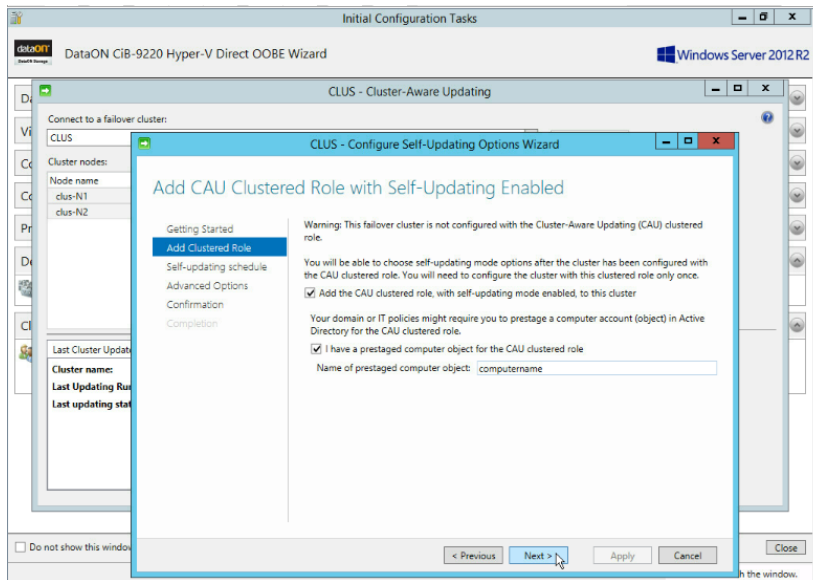 Initial Configuration Tasks
dataON
DataON CiB-9220 Hyper-V Direct OOBE Wizard
Windows Server 2012 R2
CLUS - Cluster-Aware Updating
Connect to a failover cluster:
CLUS
Cluster nodes:
Node name
clus-N1
clus-N2
Last Cluster Updat
Cluster name:
Last Updating Ru
Last updating stat
CLUS - Configure Self-Updating Options Wizard
Add CAU Clustered Role with Self-Updating Enabled
Getting Started
Add Clustered Role
Self-updating schedule
Advanced Options
Confirmation
Completion
Warning: This failover cluster is not configured with the Cluster-Aware Updating (CAU) clustered
role.
You will be able to choose self-updating mode options after the cluster has been configured with
the CAU clustered role. You will need to configure the cluster with this clustered role only once.
Add the CAU clustered role, with self-updating mode enabled, to this cluster
Your domain or IT policies might require you to prestage a computer account (object) in Active
Directory for the CAU clustered role.
I have a prestaged computer object for the CAU clustered role
Name of prestaged computer object: computername
< Previous
Next >
Apply
Cancel
Do not show this window
Close
h the window.